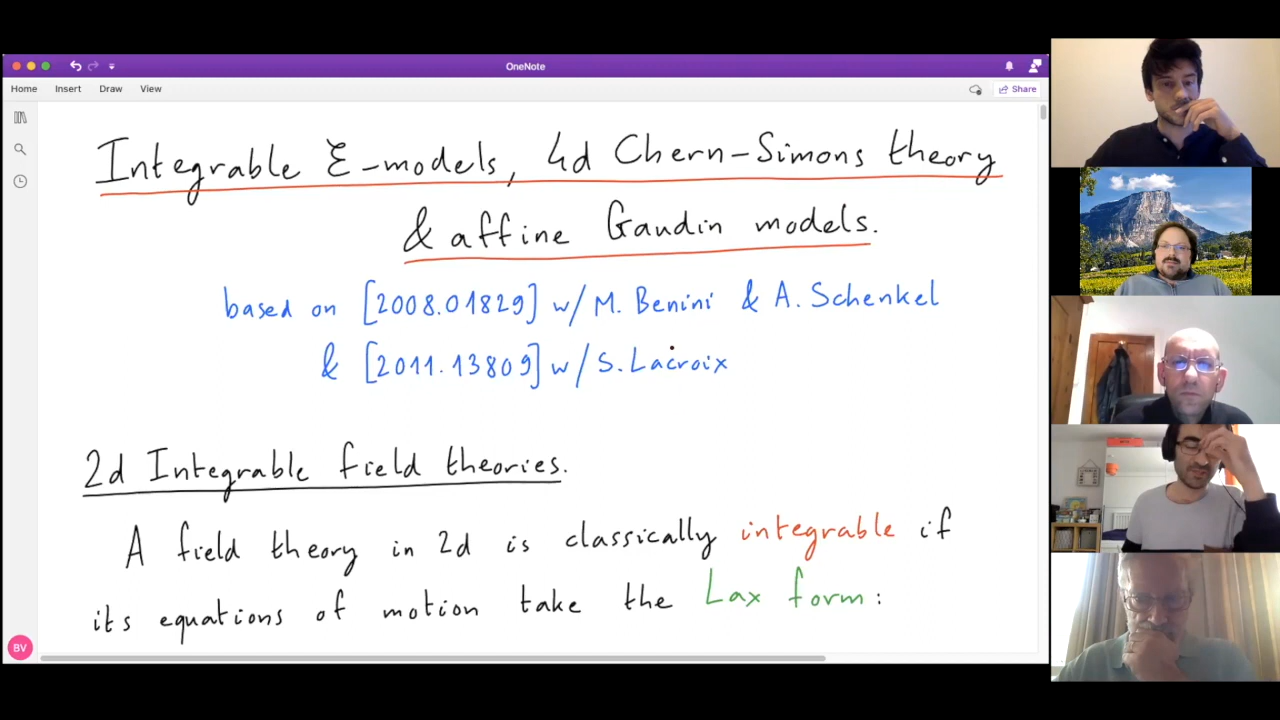 OneNote
Home Insert Draw View Share
Integrable ℰ-models, 4d Chern-Simons theory
& affine Gaudin models.
based on [2008.01829] w/ M. Benini & A. Schenkel
& [2011.13809] w/ S. Lacroix
2d Integrable field theories.
A field theory in 2d is classically integrable if
its equations of motion take the Lax form:
BV